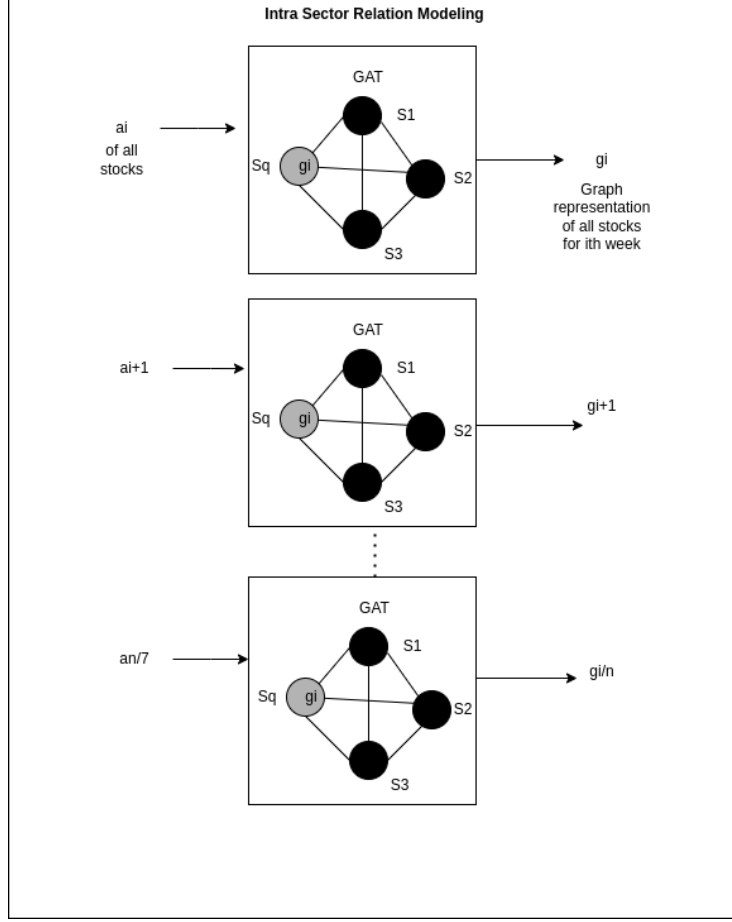 Intra Sector Relation Modeling
GAT
S1
ai
of all
stocks
Sq
gi
S2
S3
gi
Graph
representation
of all stocks
for ith week
GAT
S1
ai+1
Sq
gi
S2
S3
gi+1
GAT
S1
an/7
Sq
gi
S2
S3
gi/n